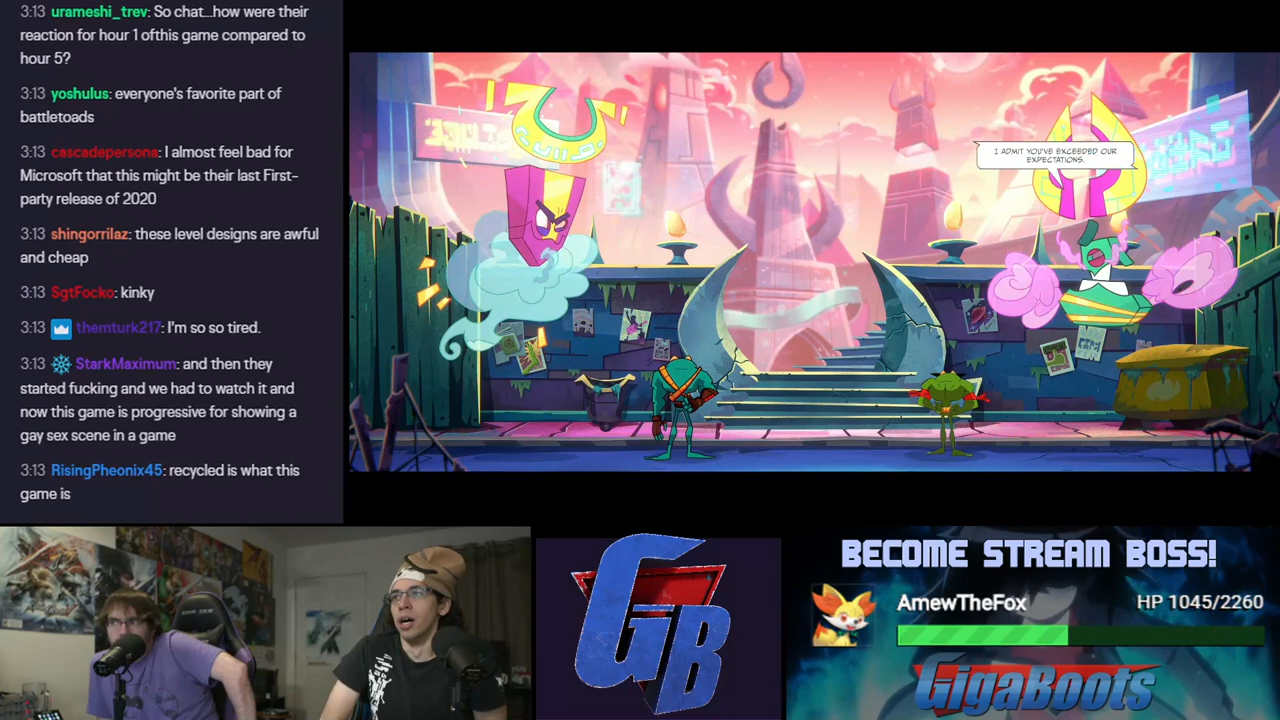 3:13 urameshi_trev: So chat...how were their
reaction for hour 1 ofthis game compared to
hour 5?
3:13 yoshulus: everyone's favorite part of
battletoads
3:13 cascadepersona: I almost feel bad for
Microsoft that this might be their last First-
party release of 2020
3:13 shingorrilaz: these level designs are awful
and cheap
3:13 SgtFocko: kinky
3:13 themturk217: I'm so so tired.
3:13 StarkMaximum: and then they
started fucking and we had to watch it and
now this game is progressive for showing a
gay sex scene in a game
3:13 RisingPheonix45: recycled is what this
game is
I ADMIT YOU'VE EXCEEDED OUR
EXPECTATIONS.
GB
BECOME STREAM BOSS!
AmewTheFox HP 1045/2260
GIGABOOTS